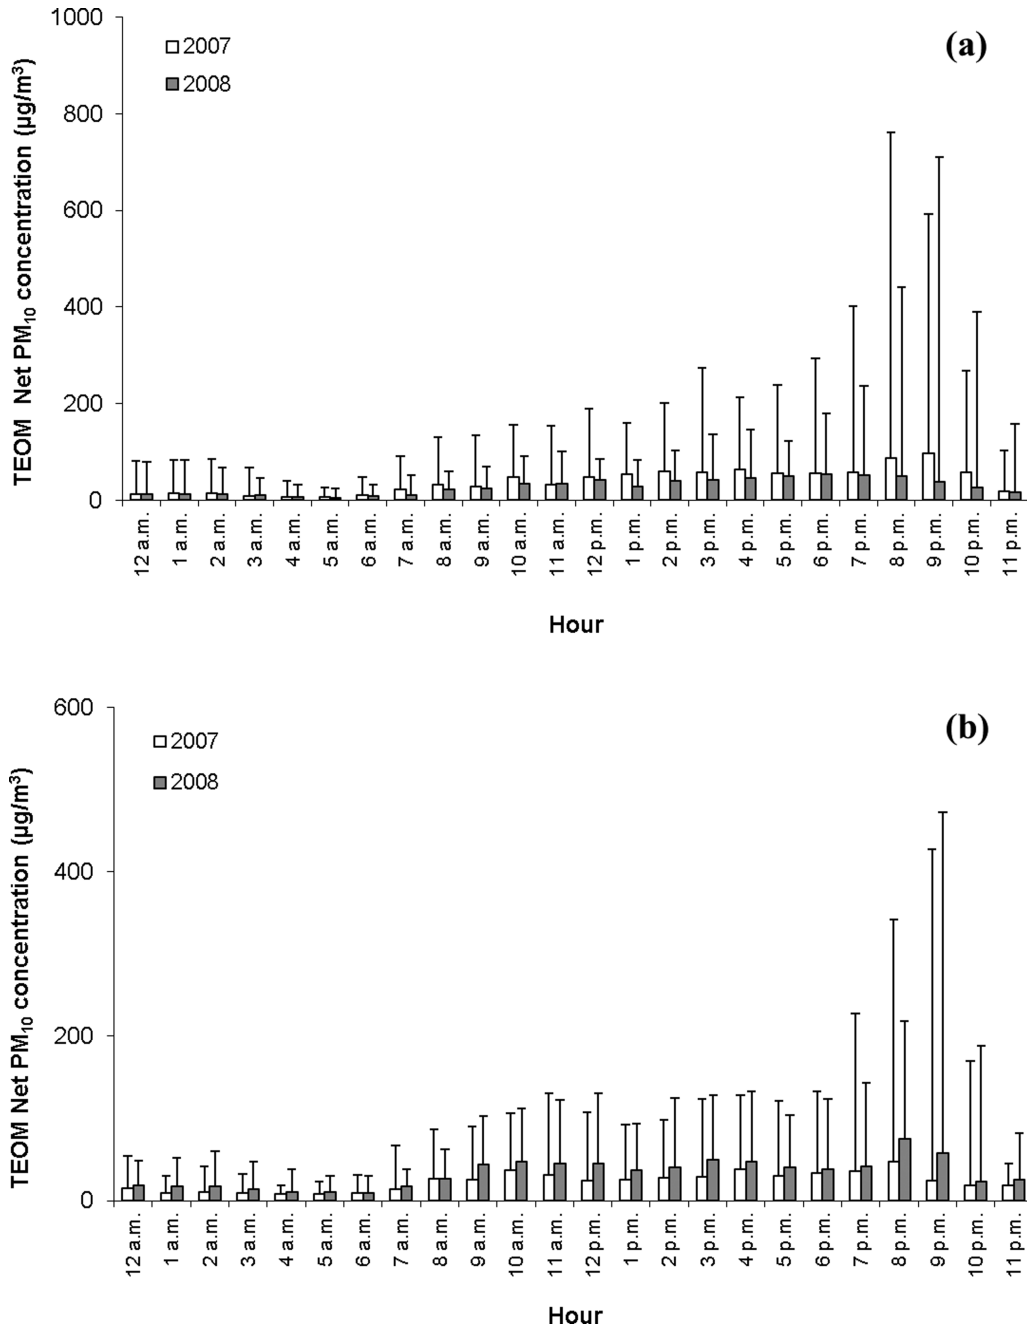 1000
800
600
400
200
0
TEOM Net PM10 concentration (µg/m³)
2007
2008
(a)
12 a.m.
1 a.m.
2 a.m.
3 a.m.
4 a.m.
5 a.m.
6 a.m.
7 a.m.
8 a.m.
9 a.m.
10 a.m.
11 a.m.
12 p.m.
1 p.m.
2 p.m.
3 p.m.
4 p.m.
5 p.m.
6 p.m.
7 p.m.
8 p.m.
9 p.m.
10 p.m.
11 p.m.
Hour
600
400
200
0
TEOM Net PM10 concentration (µg/m³)
2007
2008
(b)
12 a.m.
1 a.m.
2 a.m.
3 a.m.
4 a.m.
5 a.m.
6 a.m.
7 a.m.
8 a.m.
9 a.m.
10 a.m.
11 a.m.
12 p.m.
1 p.m.
2 p.m.
3 p.m.
4 p.m.
5 p.m.
6 p.m.
7 p.m.
8 p.m.
9 p.m.
10 p.m.
11 p.m.
Hour